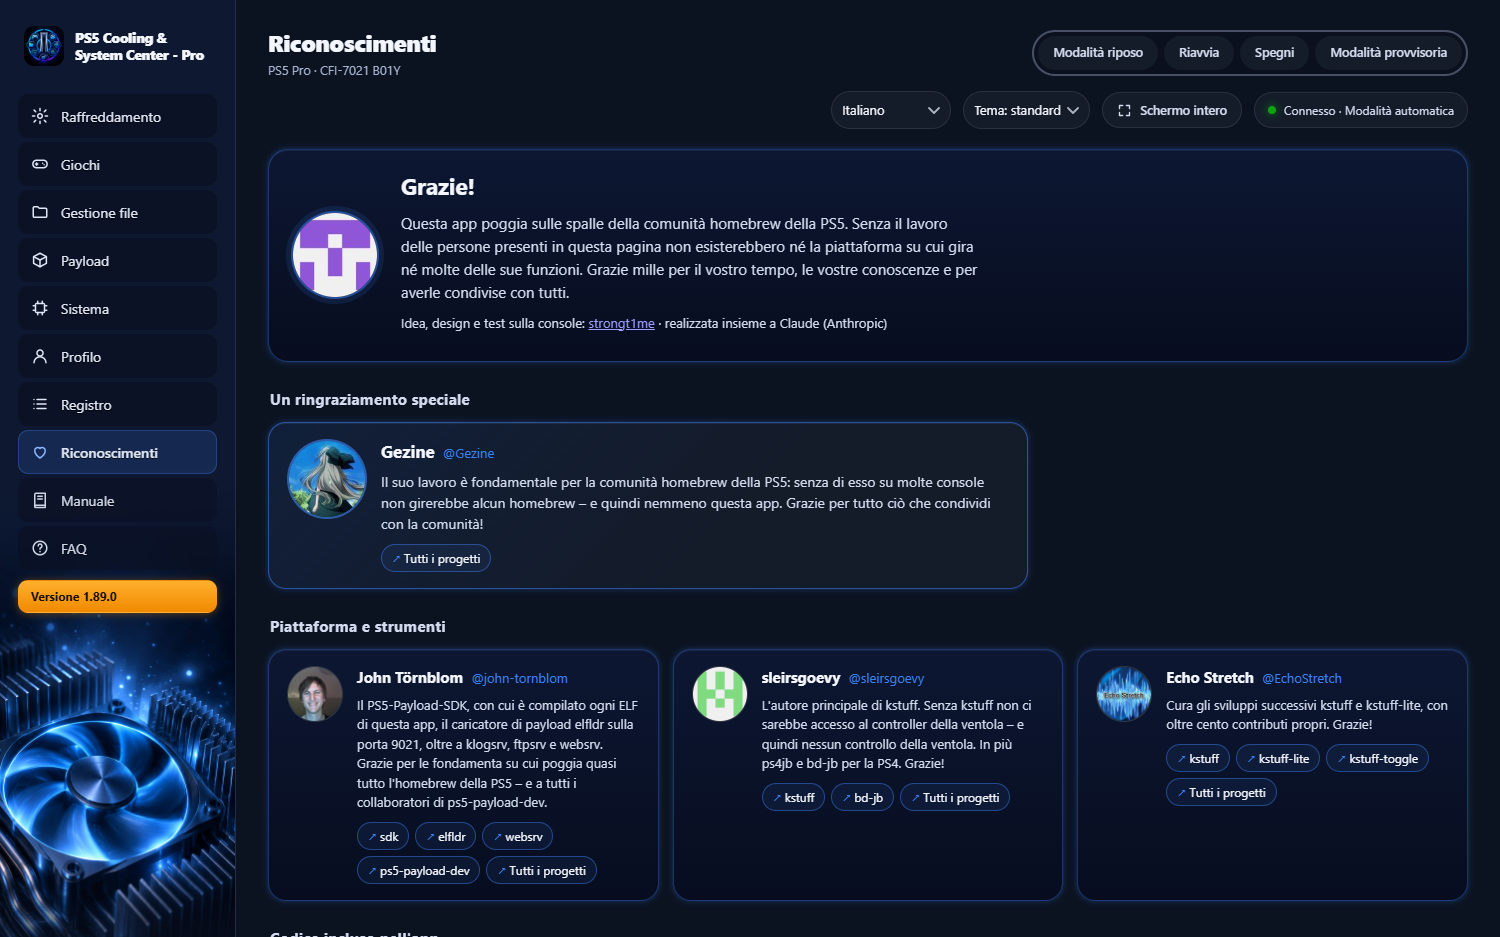 PS5 Cooling &
System Center - Pro
Raffreddamento
Giochi
Gestione file
Payload
Sistema
Profilo
Registro
Riconoscimenti
Manuale
FAQ
Versione 1.89.0
Riconoscimenti
PS5 Pro · CFI-7021 B01Y
Modalità riposo
Riavvia
Spegni
Modalità provvisoria
Italiano
Tema: standard
Schermo intero
Connesso · Modalità automatica
Grazie!
Questa app poggia sulle spalle della comunità homebrew della PS5. Senza il lavoro
delle persone presenti in questa pagina non esisterebbero né la piattaforma su cui gira
né molte delle sue funzioni. Grazie mille per il vostro tempo, le vostre conoscenze e per
averle condivise con tutti.
Idea, design e test sulla console: strongt1me · realizzata insieme a Claude (Anthropic)
Un ringraziamento speciale
Gezine @Gezine
Il suo lavoro è fondamentale per la comunità homebrew della PS5: senza di esso su molte console
non girerebbe alcun homebrew – e quindi nemmeno questa app. Grazie per tutto ciò che condividi
con la comunità!
↗ Tutti i progetti
Piattaforma e strumenti
John Törnblom @john-tornblom
Il PS5-Payload-SDK, con cui è compilato ogni ELF
di questa app, il caricatore di payload elfldr sulla
porta 9021, oltre a klogsrv, ftpsrv e websrv.
Grazie per le fondamenta su cui poggia quasi
tutto l'homebrew della PS5 – e a tutti i
collaboratori di ps5-payload-dev.
↗ sdk
↗ elfldr
↗ websrv
↗ ps5-payload-dev
↗ Tutti i progetti
sleirsgoevy @sleirsgoevy
L'autore principale di kstuff. Senza kstuff non ci
sarebbe accesso al controller della ventola – e
quindi nessun controllo della ventola. In più
ps4jb e bd-jb per la PS4. Grazie!
↗ kstuff
↗ bd-jb
↗ Tutti i progetti
Echo Stretch
Echo Stretch @EchoStretch
Cura gli sviluppi successivi kstuff e kstuff-lite, con
oltre cento contributi propri. Grazie!
↗ kstuff
↗ kstuff-lite
↗ kstuff-toggle
↗ Tutti i progetti
Codice incluso nell'app